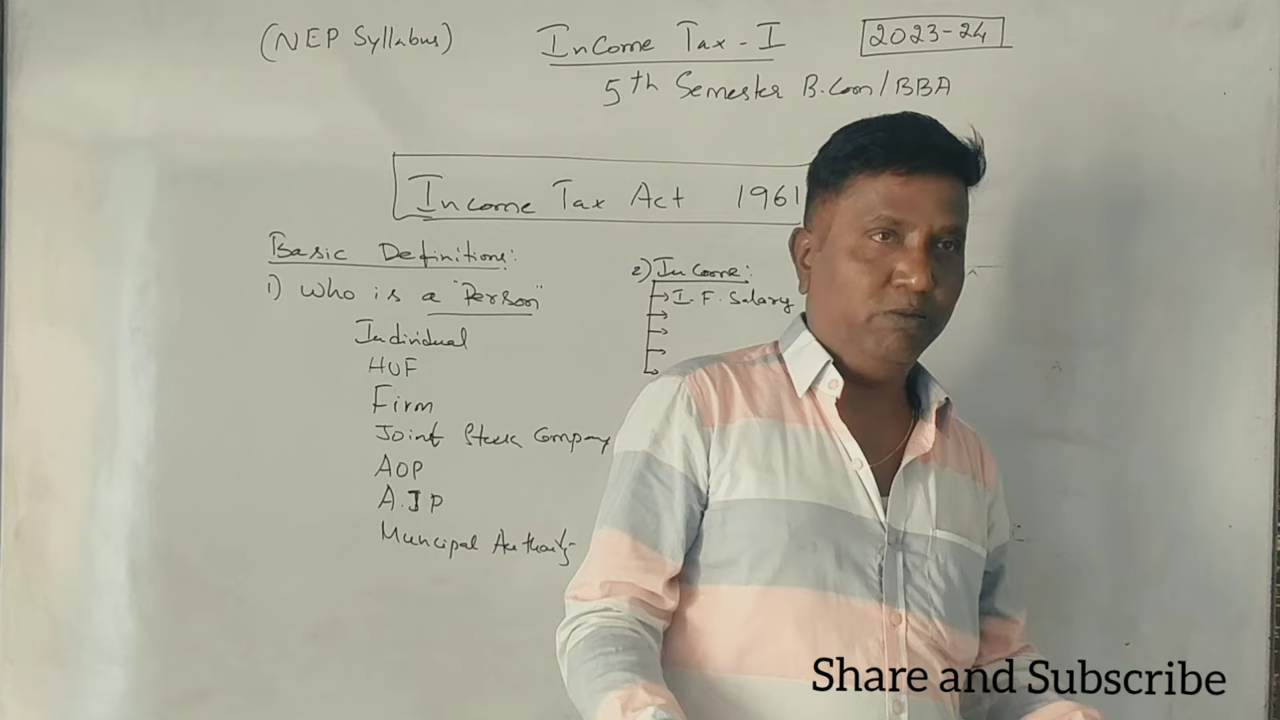 (NEP Syllabus) Income Tax - I 2023-24
5th Semester B.Com/BBA
Income Tax Act 1961
Basic Definitions:
1) Who is a "Person"
Individual
HUF
Firm
Joint Stock Company
AOP
A.J P
Muncipal Authority
2) Income:
I. F. Salary
Share and Subscribe